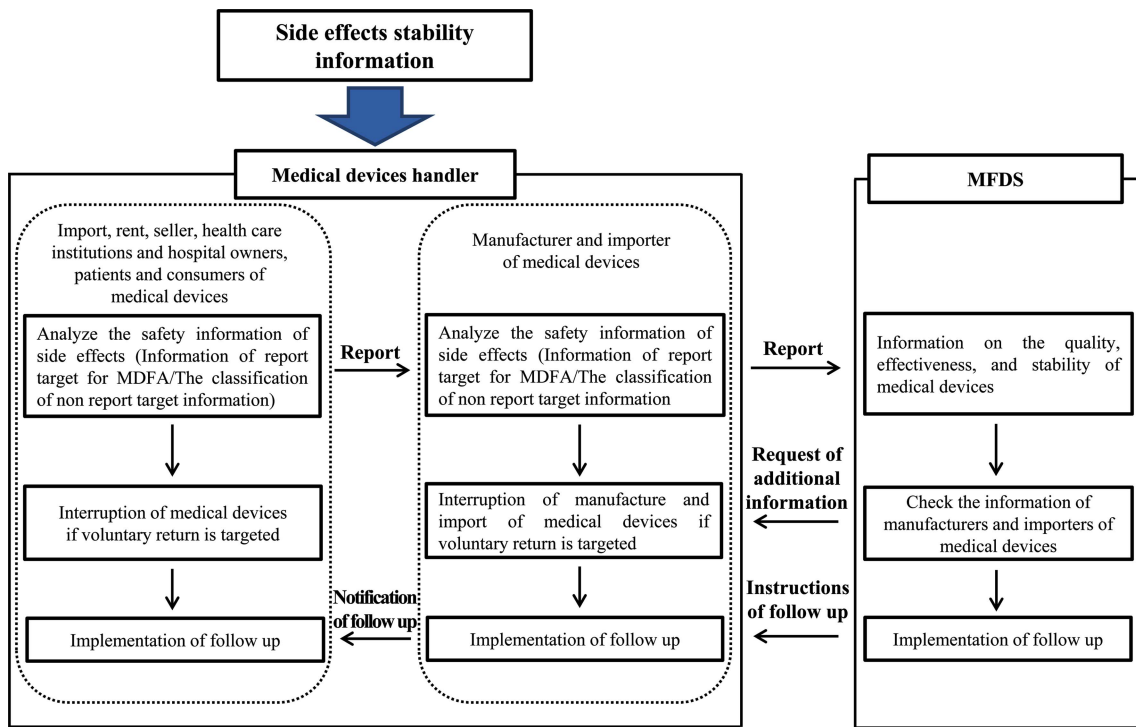 Side effects stability
information
Medical devices handler
Import, rent, seller, health care
institutions and hospital owners,
patients and consumers of
medical devices
Analyze the safety information of
side effects (Information of report
target for MDFA/The classification
of non report target information)
Interruption of medical devices
if voluntary return is targeted
Implementation of follow up
Report
Notification
of follow up
Manufacturer and importer
of medical devices
Analyze the safety information of
side effects (Information of report
target for MDFA/The classification
of non report target information
Interruption of manufacture and
import of medical devices if
voluntary return is targeted
Implementation of follow up
Report
Request of
additional
information
Instructions
of follow up
MFDS
Information on the quality,
effectiveness, and stability of
medical devices
Check the information of
manufacturers and importers of
medical devices
Implementation of follow up